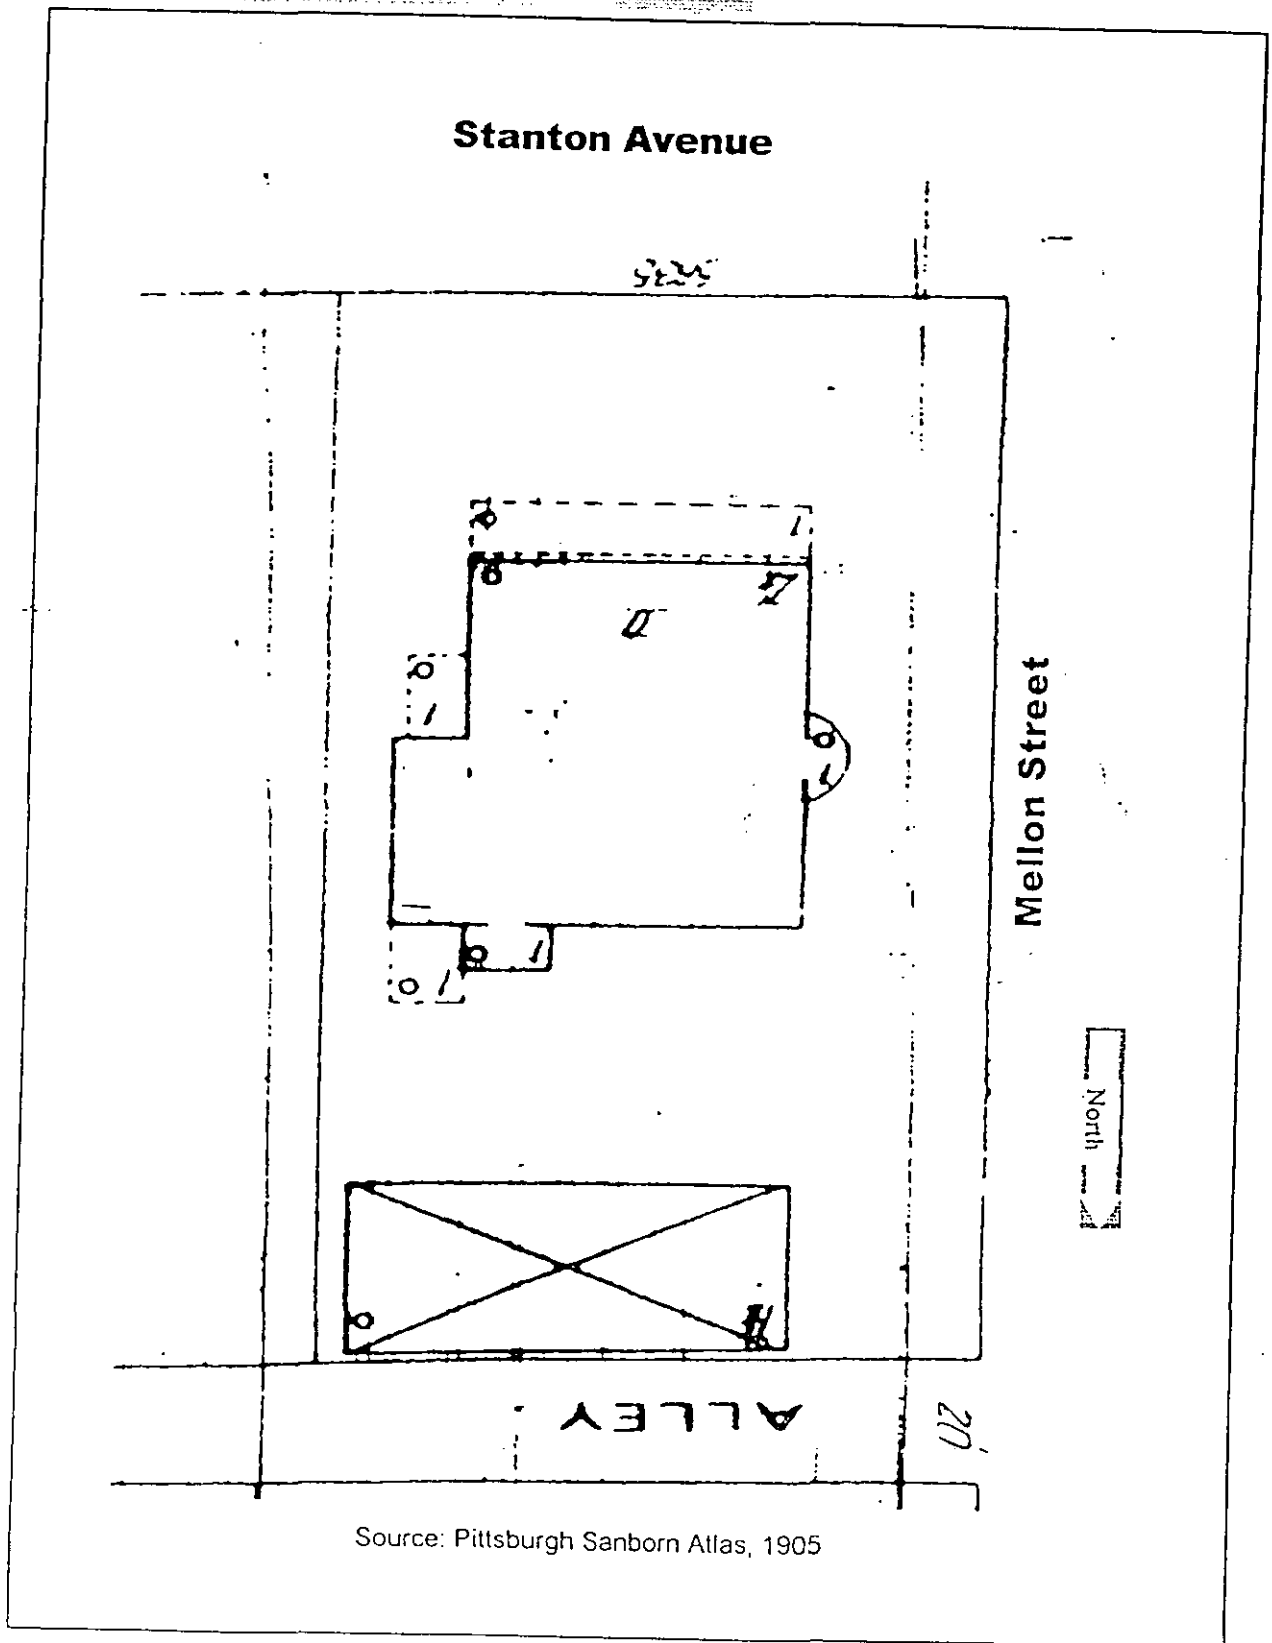 Stanton Avenue
Mellon Street
North
ALLEY
20'
Source: Pittsburgh Sanborn Atlas, 1905